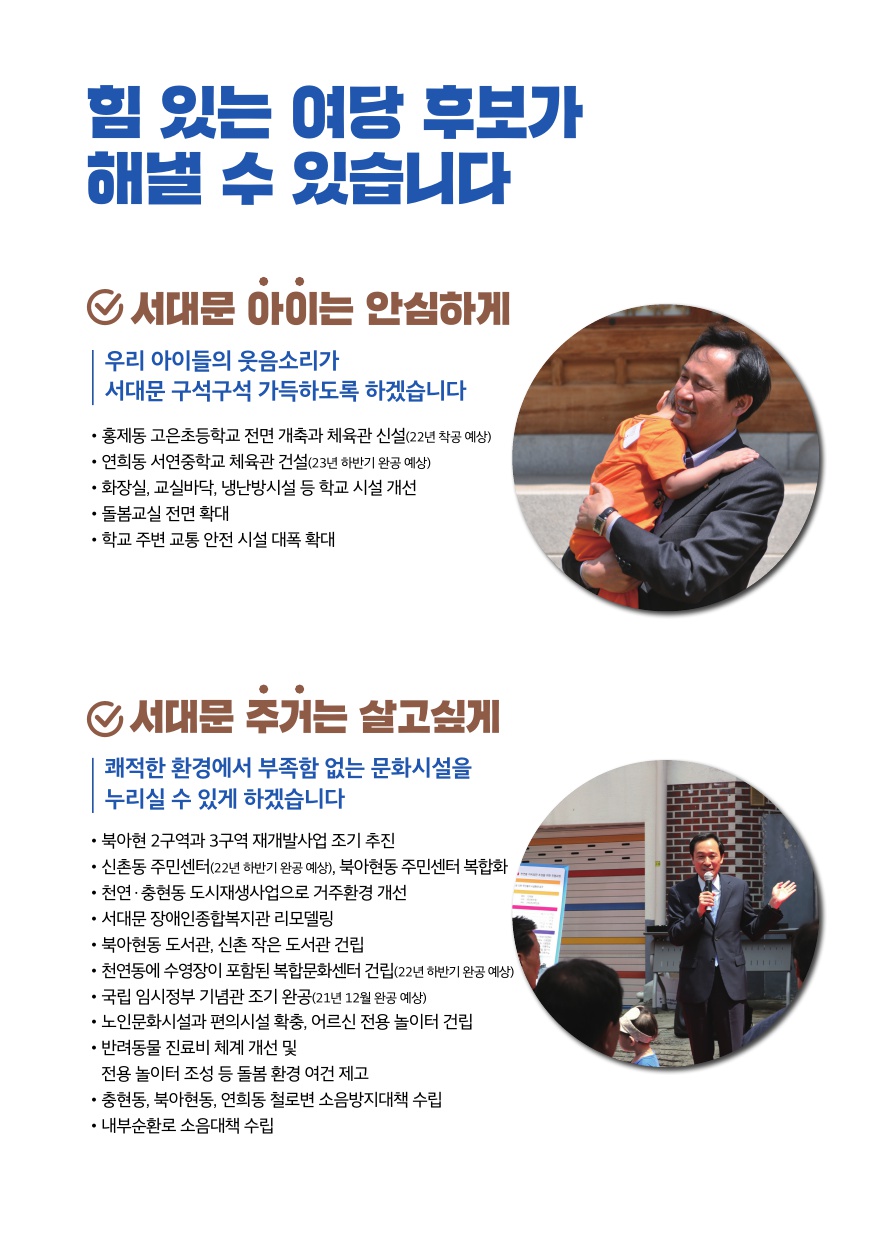 힘 있는 여당 후보가
해낼 수 있습니다
서대문 아이는 안심하게
우리 아이들의 웃음소리가
서대문 구석구석 가득하도록 하겠습니다
• 홍제동 고은초등학교 전면 개축과 체육관 신설(22년 착공 예상)
• 연희동 서연중학교 체육관 건설(23년 하반기 완공 예상)
• 화장실, 교실바닥, 냉난방시설 등 학교 시설 개선
• 돌봄교실 전면 확대
• 학교 주변 교통 안전 시설 대폭 확대
서대문 주거는 살고싶게
쾌적한 환경에서 부족함 없는 문화시설을
누리실 수 있게 하겠습니다
• 북아현 2구역과 3구역 재개발사업 조기 추진
• 신촌동 주민센터(22년 하반기 완공 예상), 북아현동 주민센터 복합화
• 천연·충현동 도시재생사업으로 거주환경 개선
• 서대문 장애인종합복지관 리모델링
• 북아현동 도서관, 신촌 작은 도서관 건립
• 천연동에 수영장이 포함된 복합문화센터 건립(22년 하반기 완공 예상)
• 국립 임시정부 기념관 조기 완공(21년 12월 완공 예상)
• 노인문화시설과 편의시설 확충, 어르신 전용 놀이터 건립
• 반려동물 진료비 체계 개선 및
전용 놀이터 조성 등 돌봄 환경 여건 제고
• 충현동, 북아현동, 연희동 철로변 소음방지대책 수립
• 내부순환로 소음대책 수립